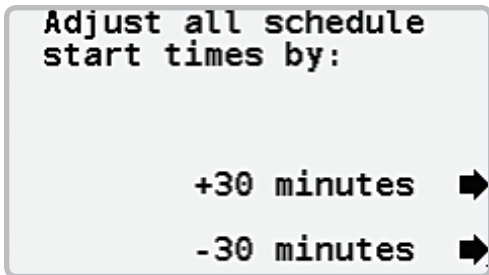 Adjust all schedule
start times by:
+30 minutes
-30 minutes